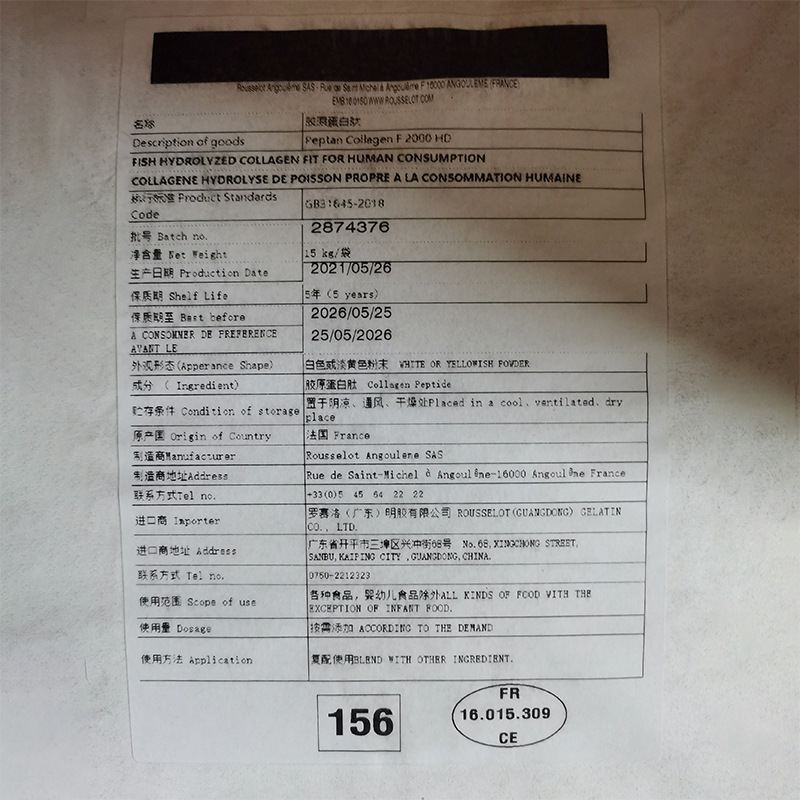 Rousselot Angoulême SAS - Rue de Saint Michel à Angoulême F 16000 ANGOULEME (FRANCE)
EMB16 015D WWW.ROUSSELOT.COM
名称 胶原蛋白肽
Description of goods Peptan Collagen F 2000 HD
FISH HYDROLYZED COLLAGEN FIT FOR HUMAN CONSUMPTION
COLLAGENE HYDROLYSE DE POISSON PROPRE A LA CONSOMMATION HUMAINE
执行标准 Product Standards Code GB31645-2018
批号 Batch no. 2874376
净含量 Net Weight 15 kg/袋
生产日期 Production Date 2021/05/26
保质期 Shelf Life 5年（5 years）
保质期至 Best before 2026/05/25
A CONSOMMER DE PREFERENCE AVANT LE 25/05/2026
外观形态(Apperance Shape) 白色或淡黄色粉末 WHITE OR YELLOWISH POWDER
成分 （ Ingredient) 胶原蛋白肽 Collagen Peptide
贮存条件 Condition of storage 置于阴凉、通风、干燥处Placed in a cool、ventilated、dry
place
原产国 Origin of Country 法国 France
制造商Manufacturer Rousselot Angouleme SAS
制造商地址Address Rue de Saint-Michel à Angoulême-16000 Angoulême France
联系方式Tel no. +33(0)5 45 64 22 22
进口商 Importer 罗赛洛（广东）明胶有限公司 ROUSSELOT(GUANGDONG) GELATIN
CO., LTD.
进口商地址 Address 广东省开平市三埠区兴冲街68号 No.68,XINGCHONG STREET,
SANBU,KAIPING CITY ,GUANGDONG,CHINA.
联系方式 Tel no. 0750-2212323
使用范围 Scope of use 各种食品，婴幼儿食品除外ALL KINDS OF FOOD WITH THE
EXCEPTION OF INFANT FOOD.
使用量 Dosage 按需添加 ACCORDING TO THE DEMAND
使用方法 Application 复配使用BLEND WITH OTHER INGREDIENT.
156
FR
16.015.309
CE